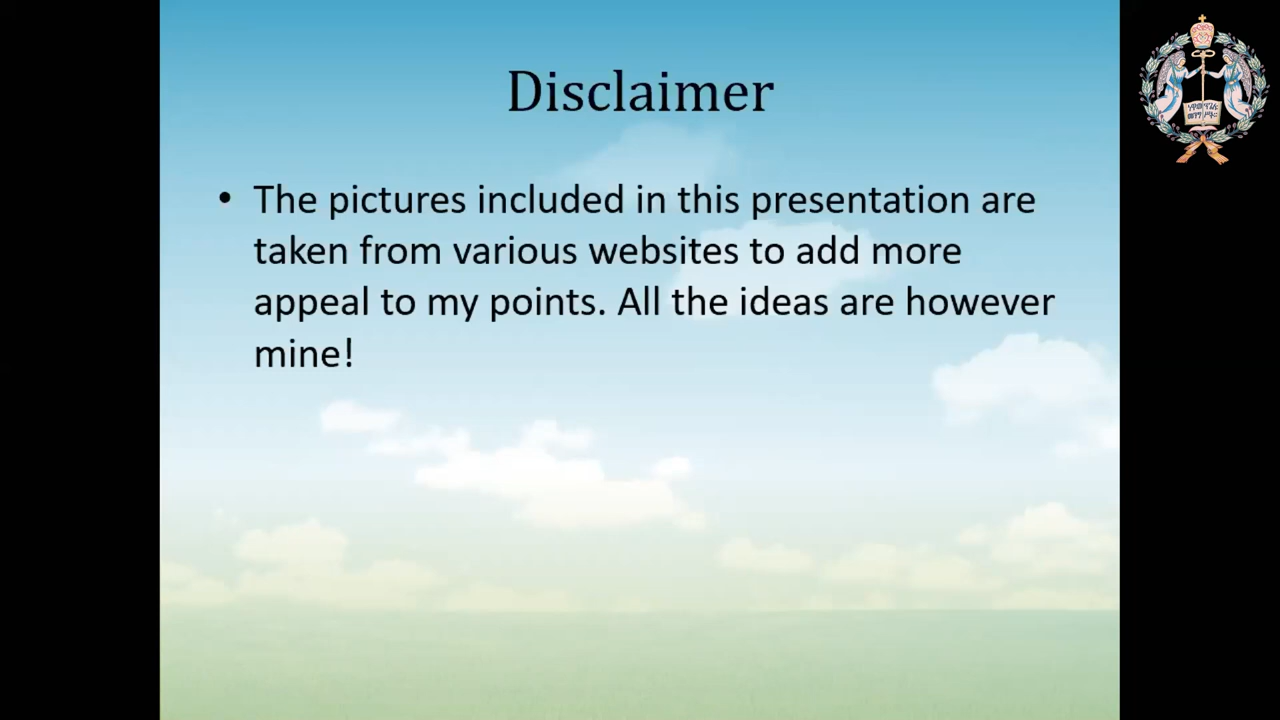 Disclaimer
• The pictures included in this presentation are
taken from various websites to add more
appeal to my points. All the ideas are however
mine!